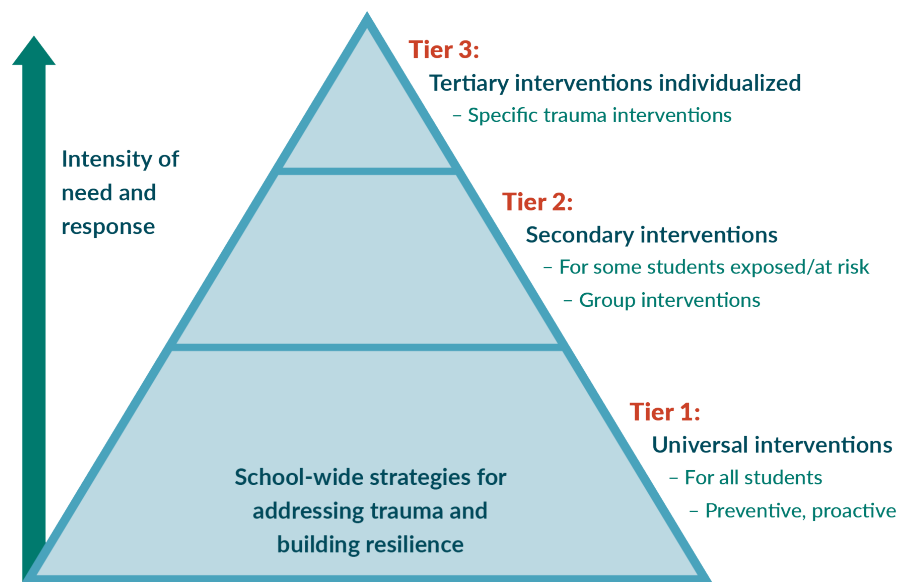 Tier 3:
Tertiary interventions individualized
– Specific trauma interventions
Intensity of
need and
response
Tier 2:
Secondary interventions
– For some students exposed/at risk
– Group interventions
Tier 1:
Universal interventions
– For all students
– Preventive, proactive
School-wide strategies for
addressing trauma and
building resilience